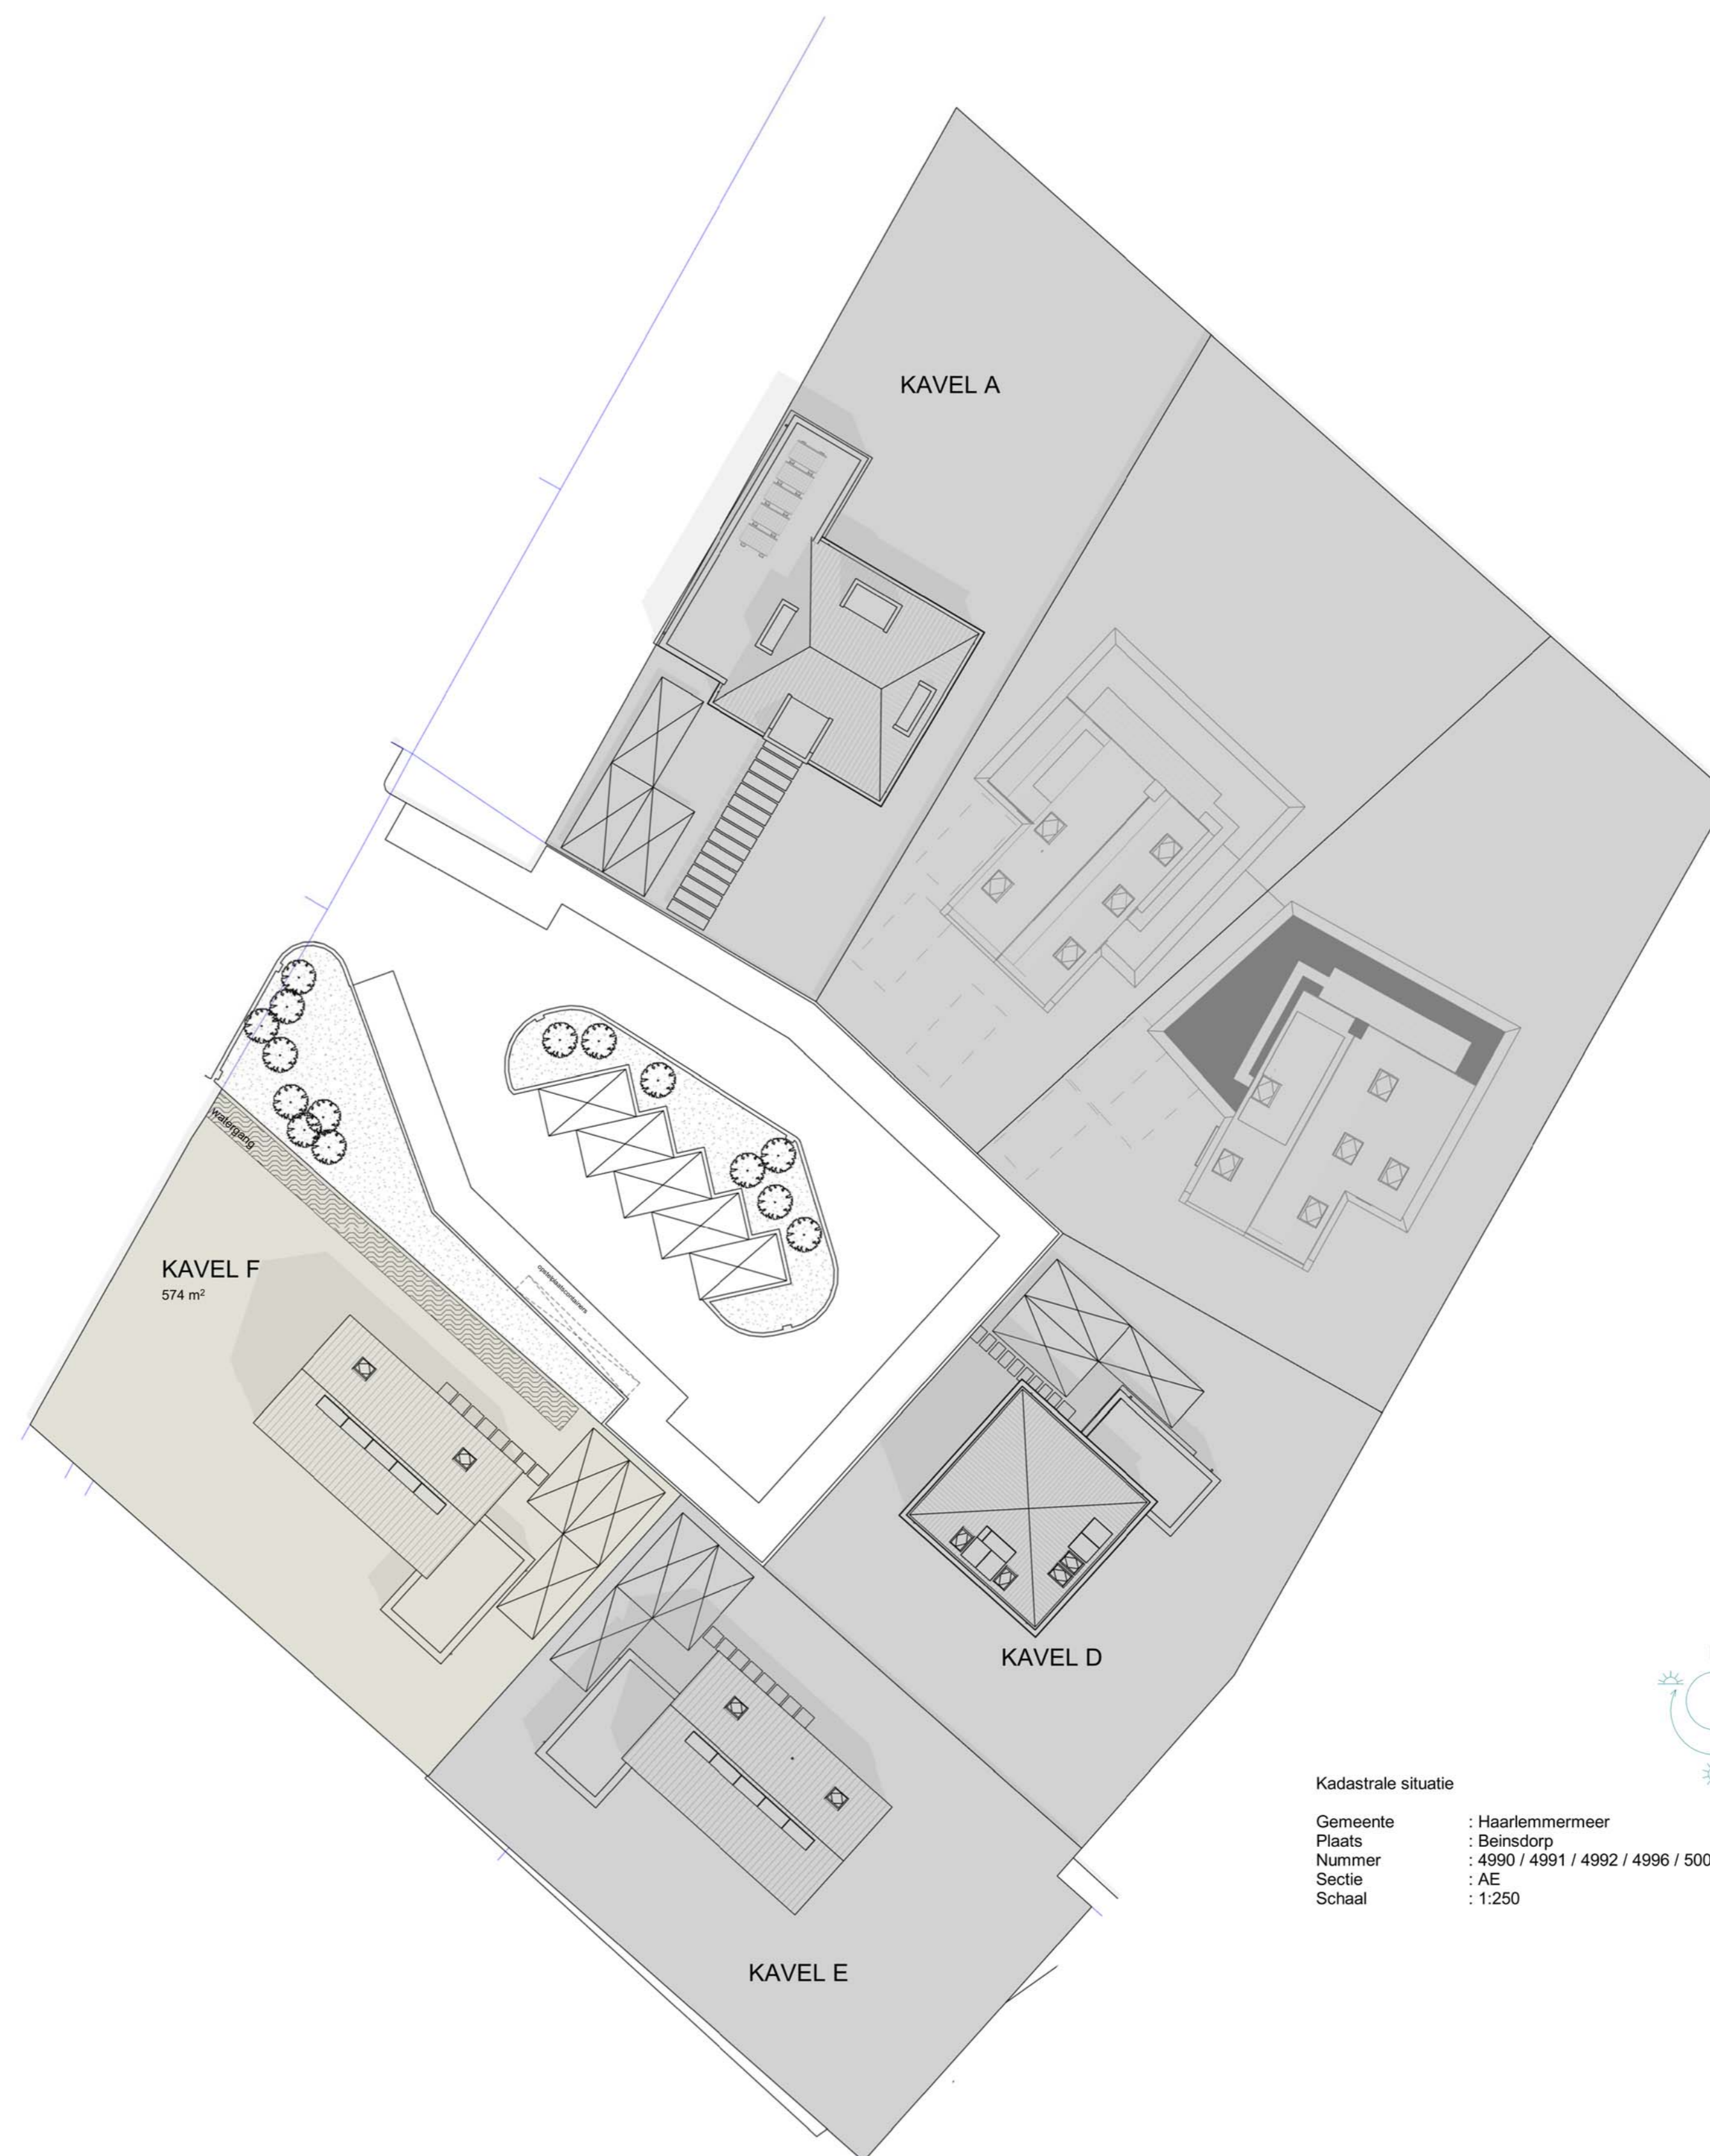 KAVEL A
watergang
KAVEL F
574 m²
opstelplaatscontainers
KAVEL D
Kadastrale situatie
Gemeente : Haarlemmermeer
Plaats : Beinsdorp
Nummer : 4990 / 4991 / 4992 / 4996 / 500
Sectie : AE
Schaal : 1:250
KAVEL E